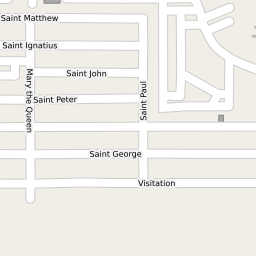 Saint Matthew
Saint Ignatius
Saint John
Mary the Queen
Saint Peter
Saint Paul
Saint George
Visitation